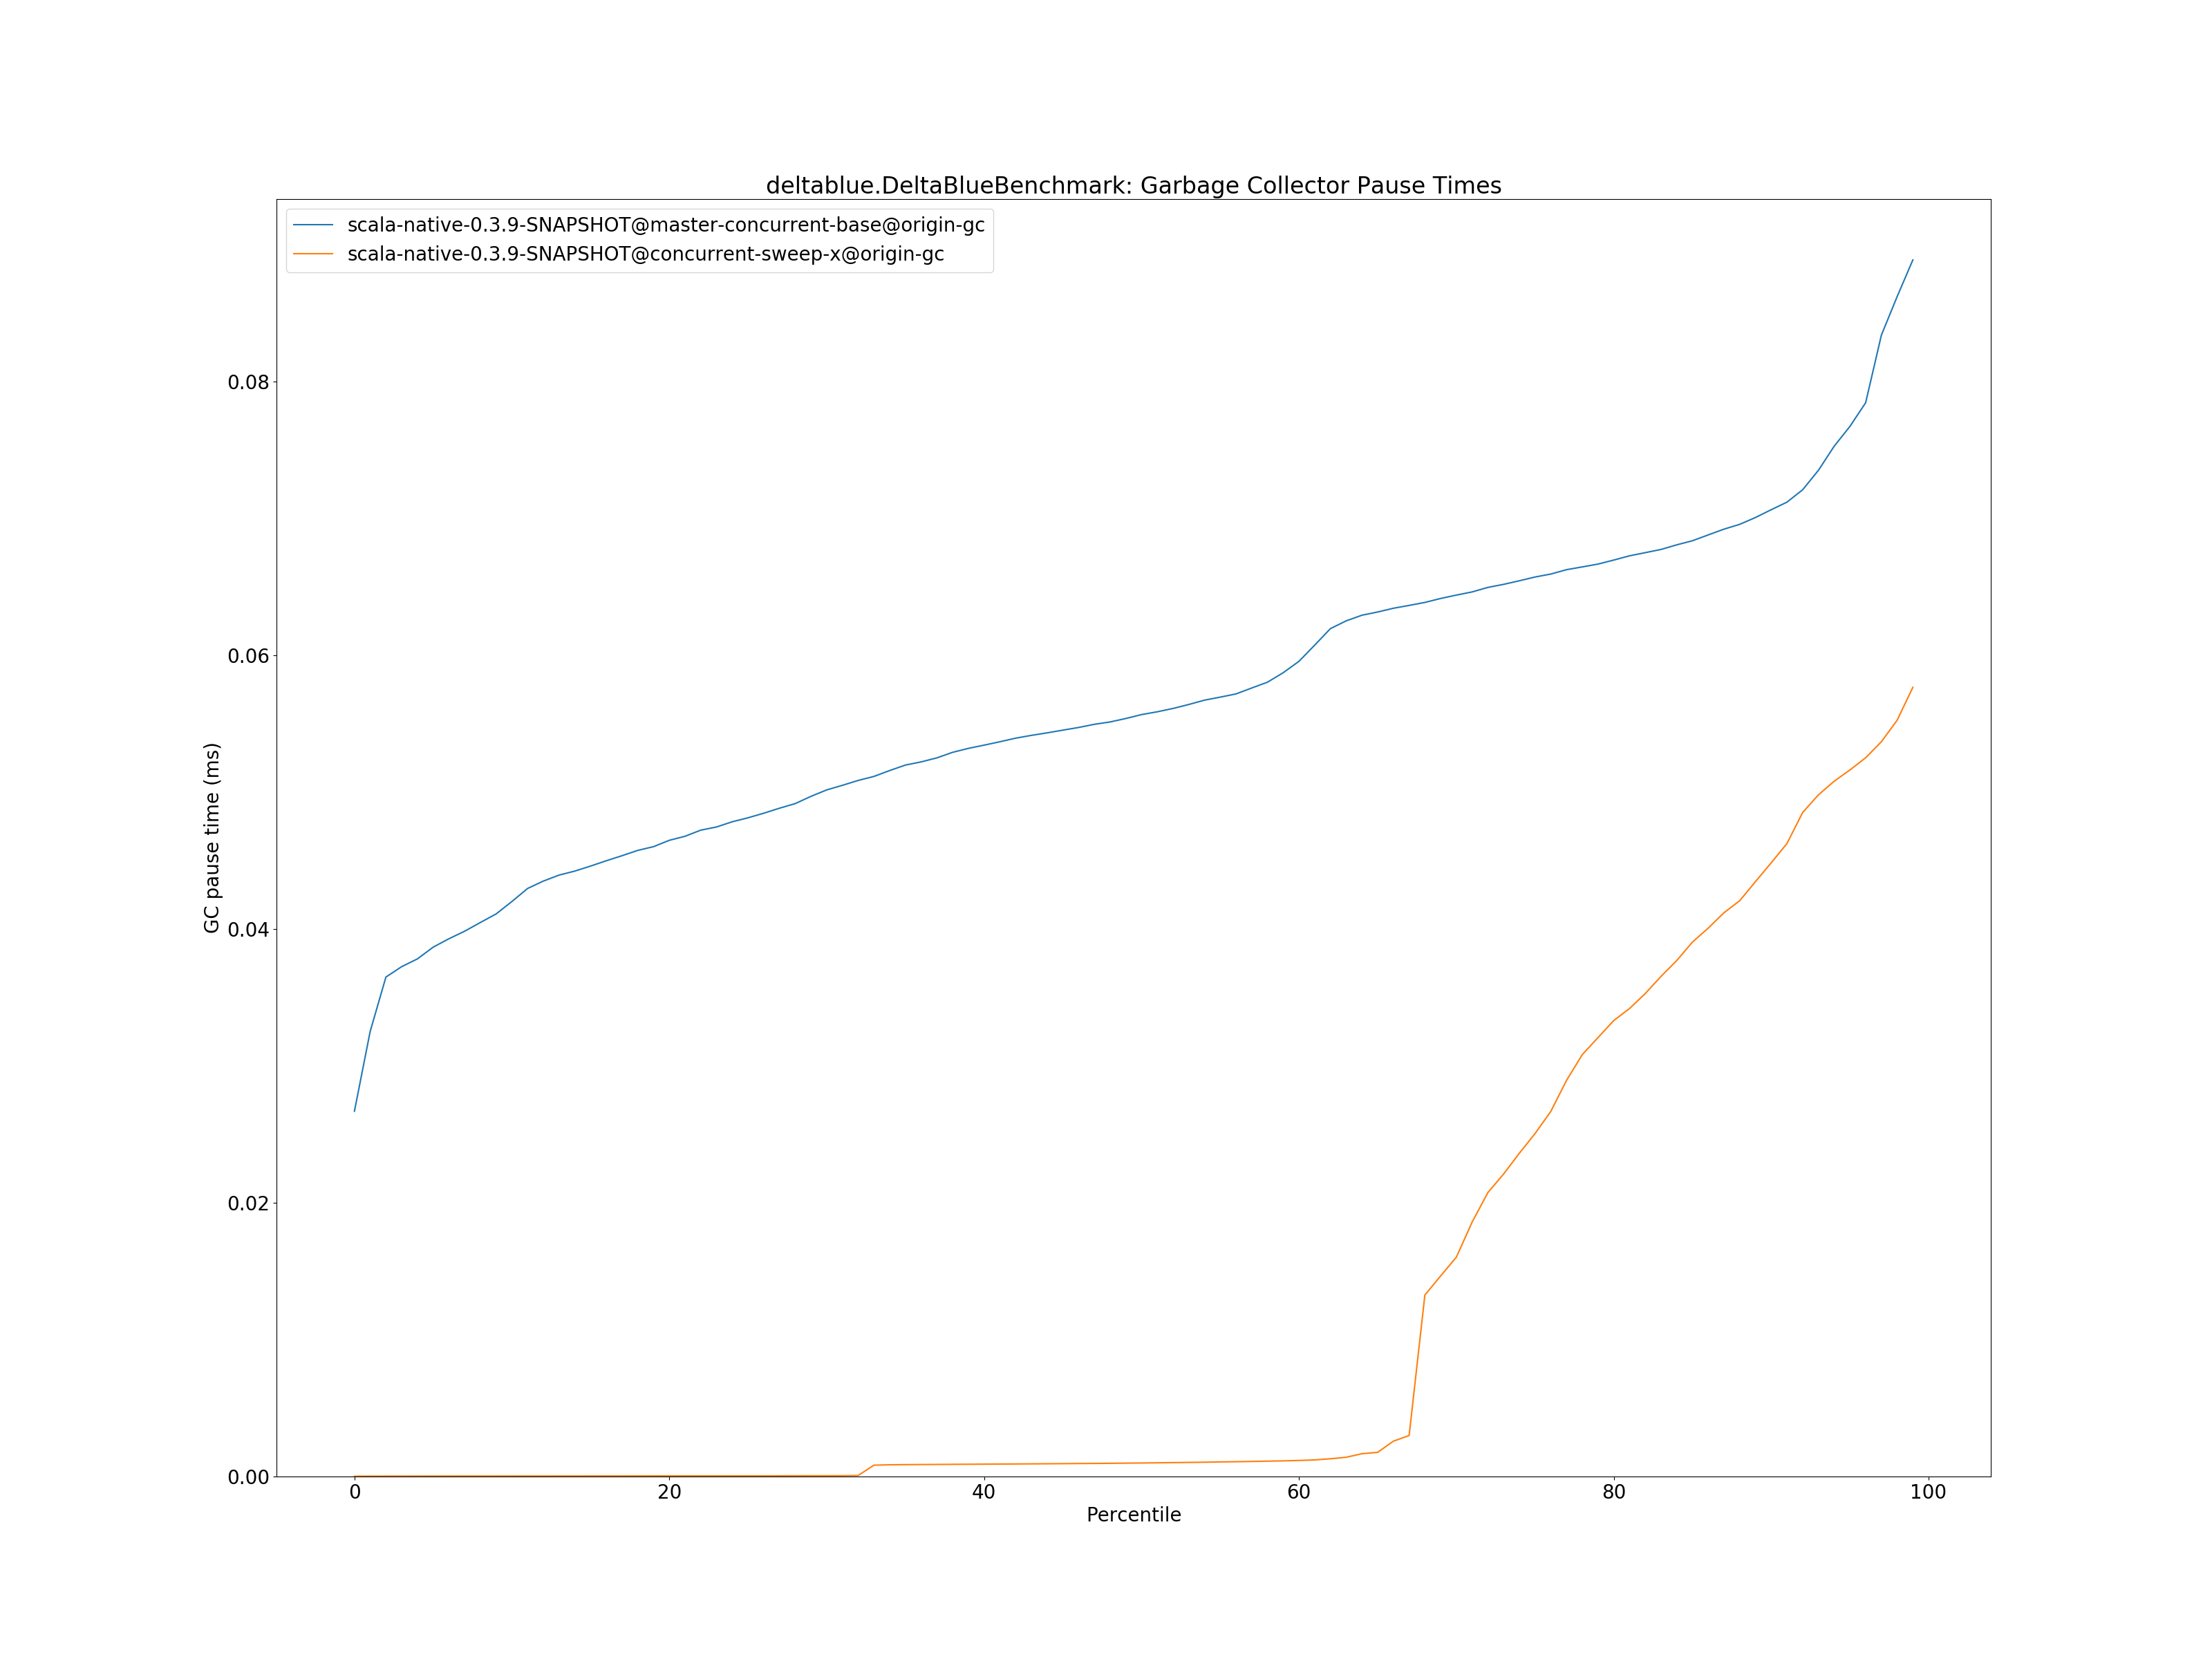 deltablue.DeltaBlueBenchmark: Garbage Collector Pause Times
scala-native-0.3.9-SNAPSHOT@master-concurrent-base@origin-gc
scala-native-0.3.9-SNAPSHOT@concurrent-sweep-x@origin-gc
0.08
0.06
0.04
0.02
0.00
GC pause time (ms)
0 20 40 60 80 100
Percentile